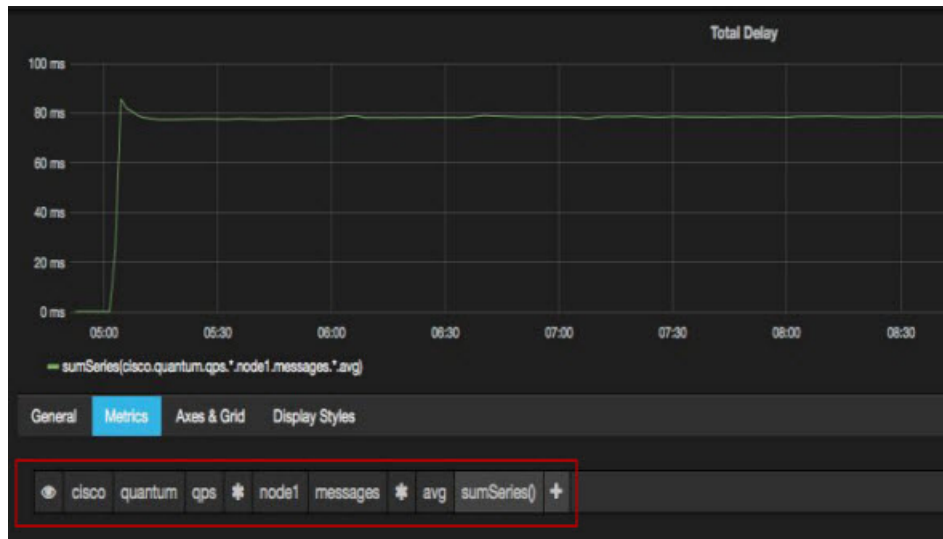 Total Delay
100 ms
80 ms
60 ms
40 ms
20 ms
0 ms
05:00 05:30 06:00 06:30 07:00 07:30 08:00 08:30
sumSeries(cisco.quantum.qps.*.node1.messages.*.avg)
General Metrics Axes & Grid Display Styles
cisco quantum qps * node1 messages * avg sumSeries() +